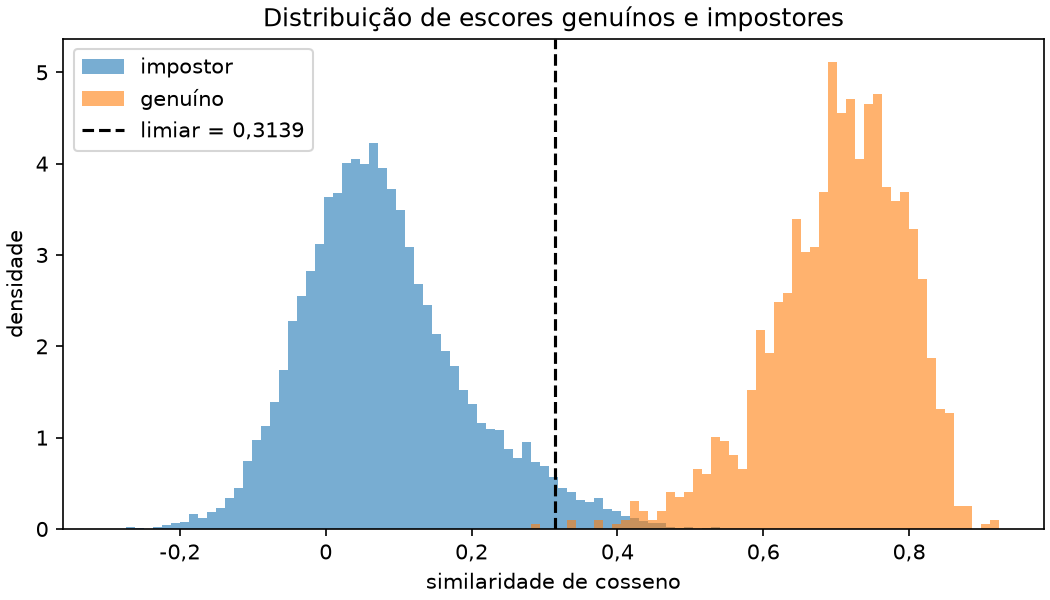 Distribuição de escores genuínos e impostores
impostor
genuíno
limiar = 0,3139
densidade
5
4
3
2
1
0
-0,2
0
0,2
0,4
0,6
0,8
similaridade de cosseno